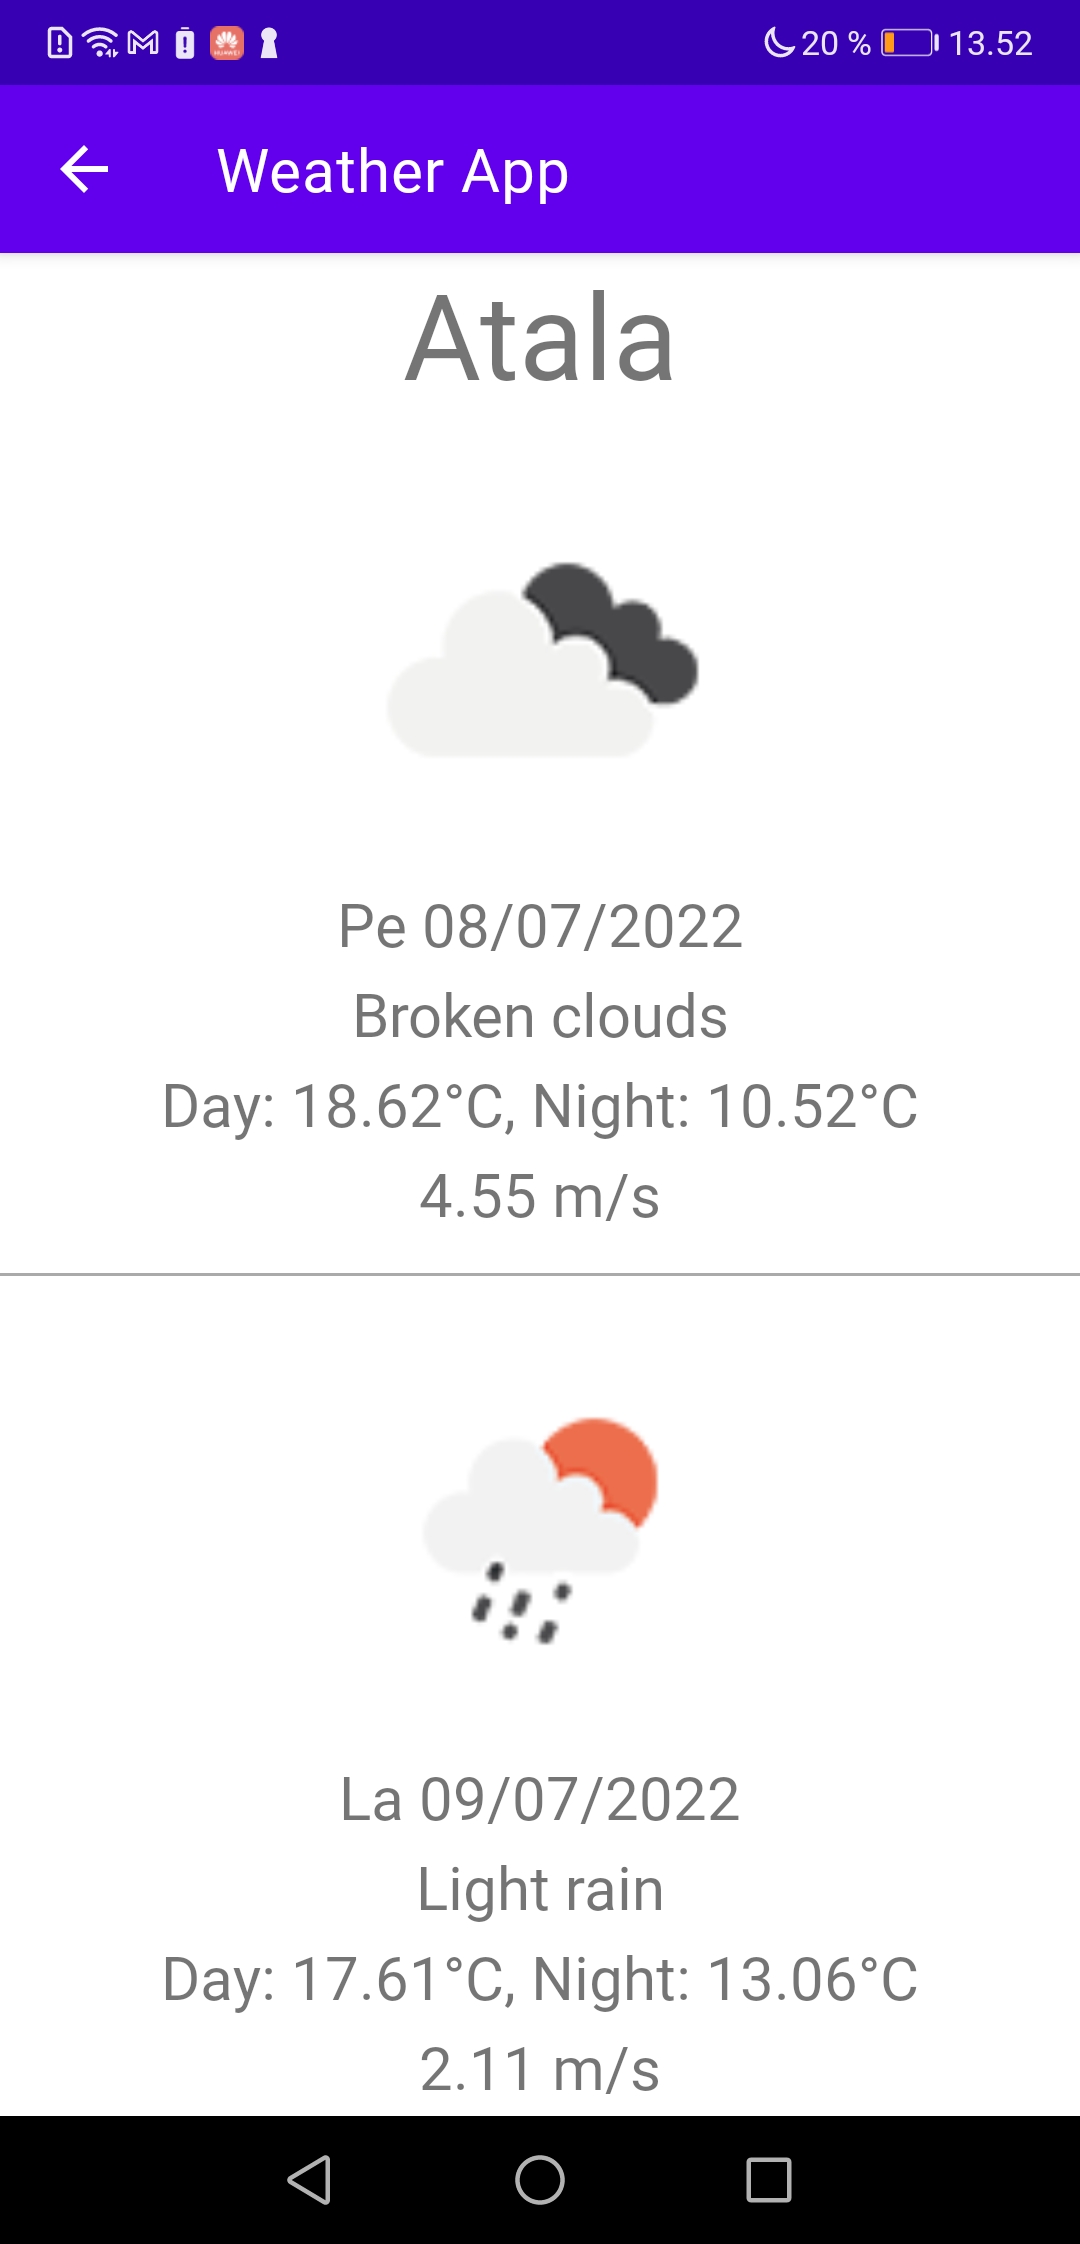 20 % 13.52
Weather App
Atala
Pe 08/07/2022
Broken clouds
Day: 18.62°C, Night: 10.52°C
4.55 m/s
La 09/07/2022
Light rain
Day: 17.61°C, Night: 13.06°C
2.11 m/s